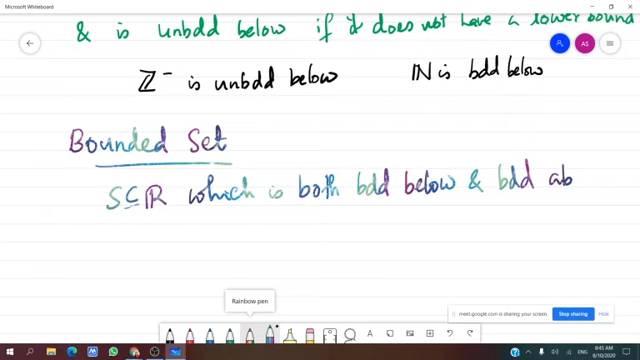 Microsoft Whiteboard
& is unbdd below if it does not have a lower bound
AS
ℤ⁻ is unbdd below ℕ is bdd below
Bounded Set
S⊆ℝ which is both bdd below & bdd ab
Rainbow pen
meet.google.com is sharing your screen. Stop sharing Hide
ENG
8:45 AM
8/10/2020